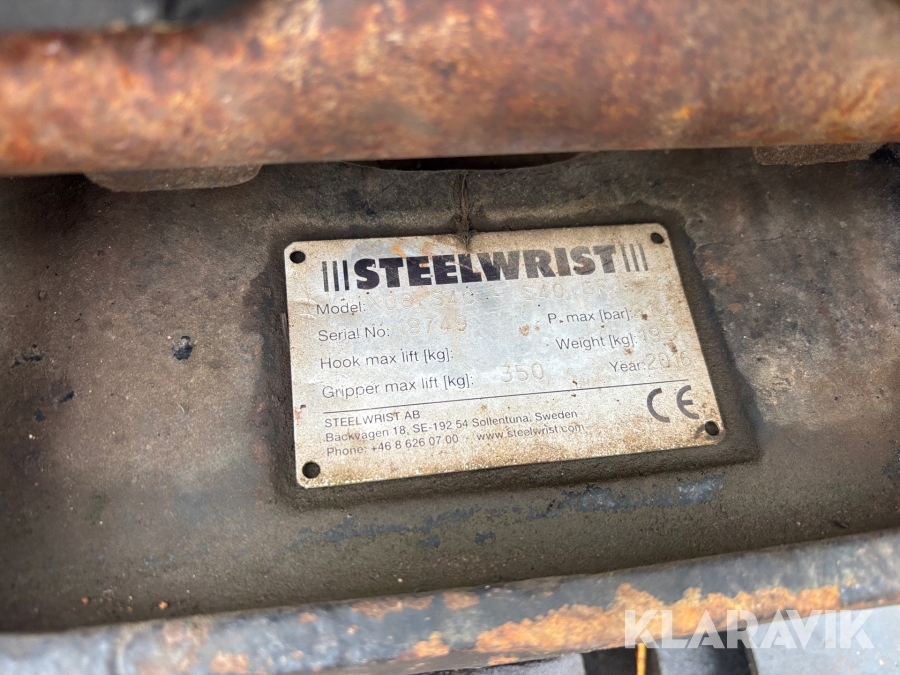 STEELWRIST
Model:
Serial No: P. max [bar]:
Hook max lift [kg]: Weight [kg]:
Gripper max lift [kg]: 350 Year: 2016
CE
STEELWRIST AB
Backvägen 18, SE-192 54 Sollentuna, Sweden
Phone: +46 8 626 07 00 · www.steelwrist.com
KLARAVIK